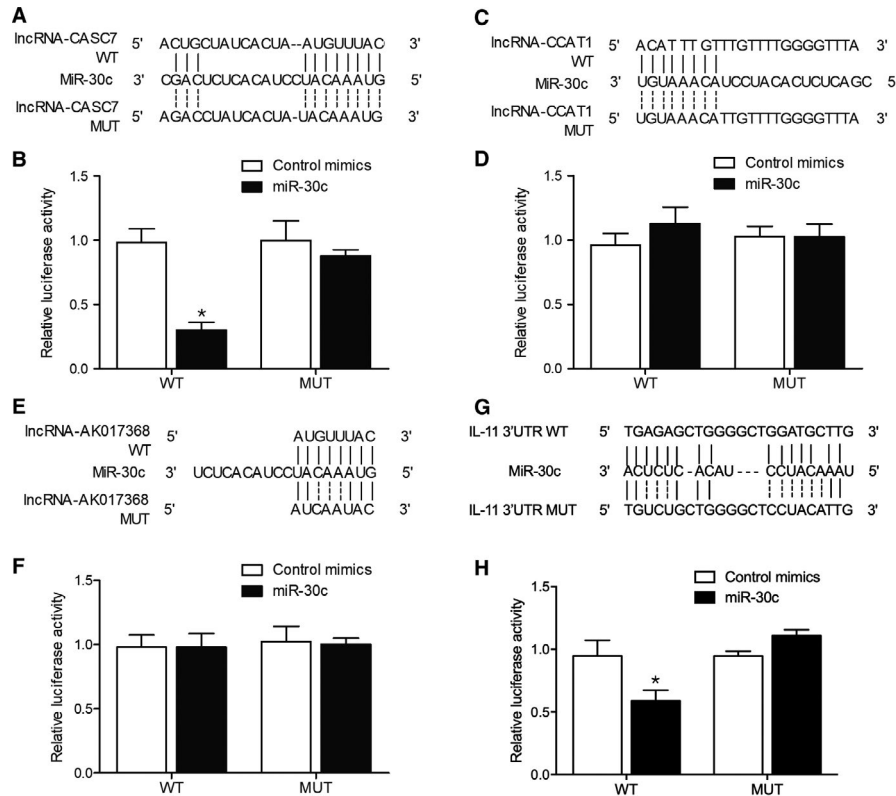 A
lncRNA-CASC7 WT 5' ACUGCUAUCACUA--AUGUUUAC 3'
MiR-30c 3' CGACUCUCACAUCCUACAAAUG 5'
lncRNA-CASC7 MUT 5' AGACCUAUCACUA-UACAAAUG 3'
B
Control mimics
miR-30c
Relative luciferase activity
1.5
1.0
0.5
0.0
*
WT MUT
C
lncRNA-CCAT1 WT 5' ACAT TT GTTTGTTTTGGGGTTTA 3'
MiR-30c 3' UGUAAACAUCCUACACUCUCAGC 5
lncRNA-CCAT1 MUT 5' UGUAAACATTGTTTTGGGGTTTA 3'
D
Control mimics
miR-30c
Relative luciferase activity
1.5
1.0
0.5
0.0
WT MUT
E
lncRNA-AK017368 WT 5' AUGUUUAC 3'
MiR-30c 3' UCUCACAUCCUACAAAUG 5'
lncRNA-AK017368 MUT 5' AUCAAUAC 3'
F
Control mimics
miR-30c
Relative luciferase activity
1.5
1.0
0.5
0.0
WT MUT
G
IL-11 3'UTR WT 5' TGAGAGCTGGGGCTGGATGCTTG 3'
MiR-30c 3' ACUCUC-ACAU---CCUACAAAU 5'
IL-11 3'UTR MUT 5' TGUCUGCTGGGGCTCCUACATTG 3'
H
Control mimics
miR-30c
Relative luciferase activity
1.5
1.0
0.5
0.0
*
WT MUT